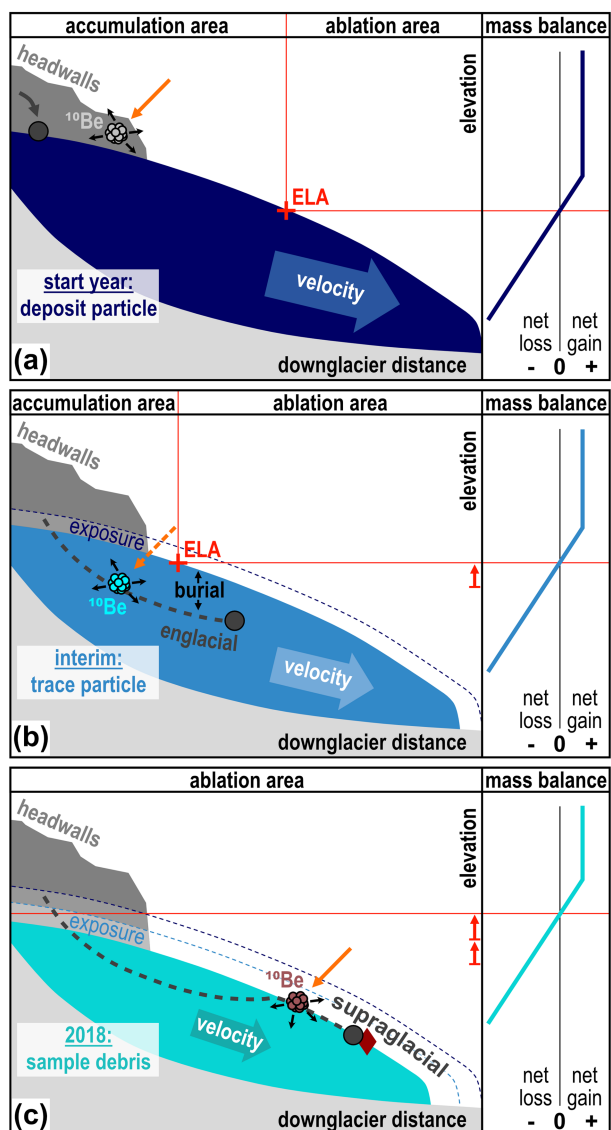 accumulation area
ablation area
mass balance
headwalls
¹⁰Be
ELA
velocity
start year:
deposit particle
elevation
net
loss
net
gain
- 0 +
(a)
downglacier distance
accumulation area
ablation area
mass balance
headwalls
exposure
ELA
burial
¹⁰Be
englacial
interim:
trace particle
velocity
elevation
net
loss
net
gain
- 0 +
(b)
downglacier distance
ablation area
mass balance
headwalls
exposure
¹⁰Be
supraglacial
velocity
2018:
sample debris
elevation
net
loss
net
gain
- 0 +
(c)
downglacier distance